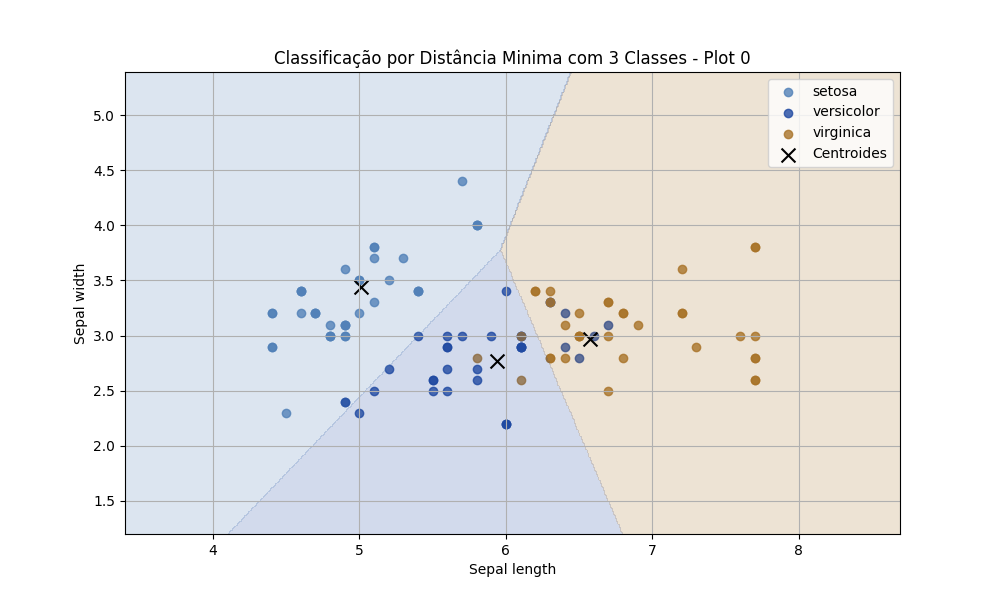 Classificação por Distância Minima com 3 Classes - Plot 0
setosa
versicolor
virginica
Centroides
Sepal width
5.0
4.5
4.0
3.5
3.0
2.5
2.0
1.5
4 5 6 7 8
Sepal length